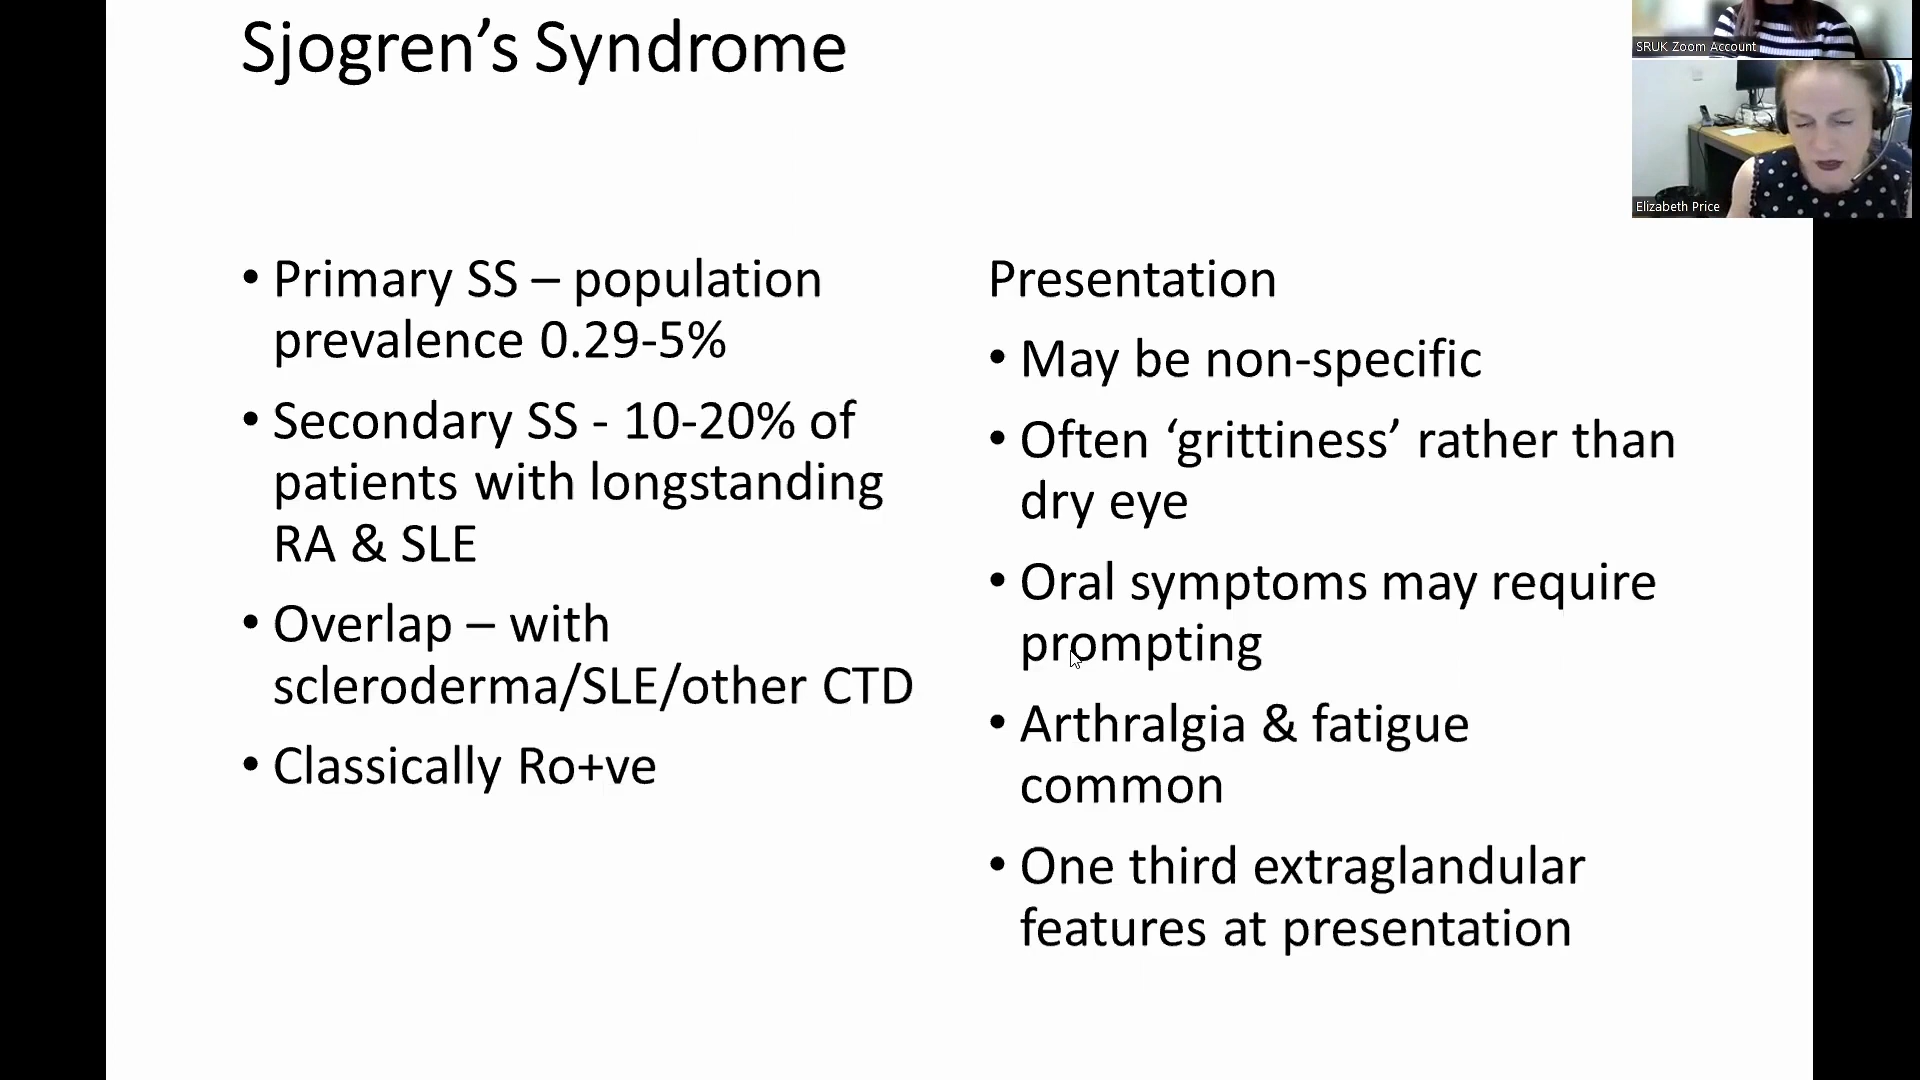 Sjogren’s Syndrome
• Primary SS – population
prevalence 0.29-5%
• Secondary SS - 10-20% of
patients with longstanding
RA & SLE
• Overlap – with
scleroderma/SLE/other CTD
• Classically Ro+ve
Presentation
• May be non-specific
• Often ‘grittiness’ rather than
dry eye
• Oral symptoms may require
prompting
• Arthralgia & fatigue
common
• One third extraglandular
features at presentation
SRUK Zoom Account
Elizabeth Price